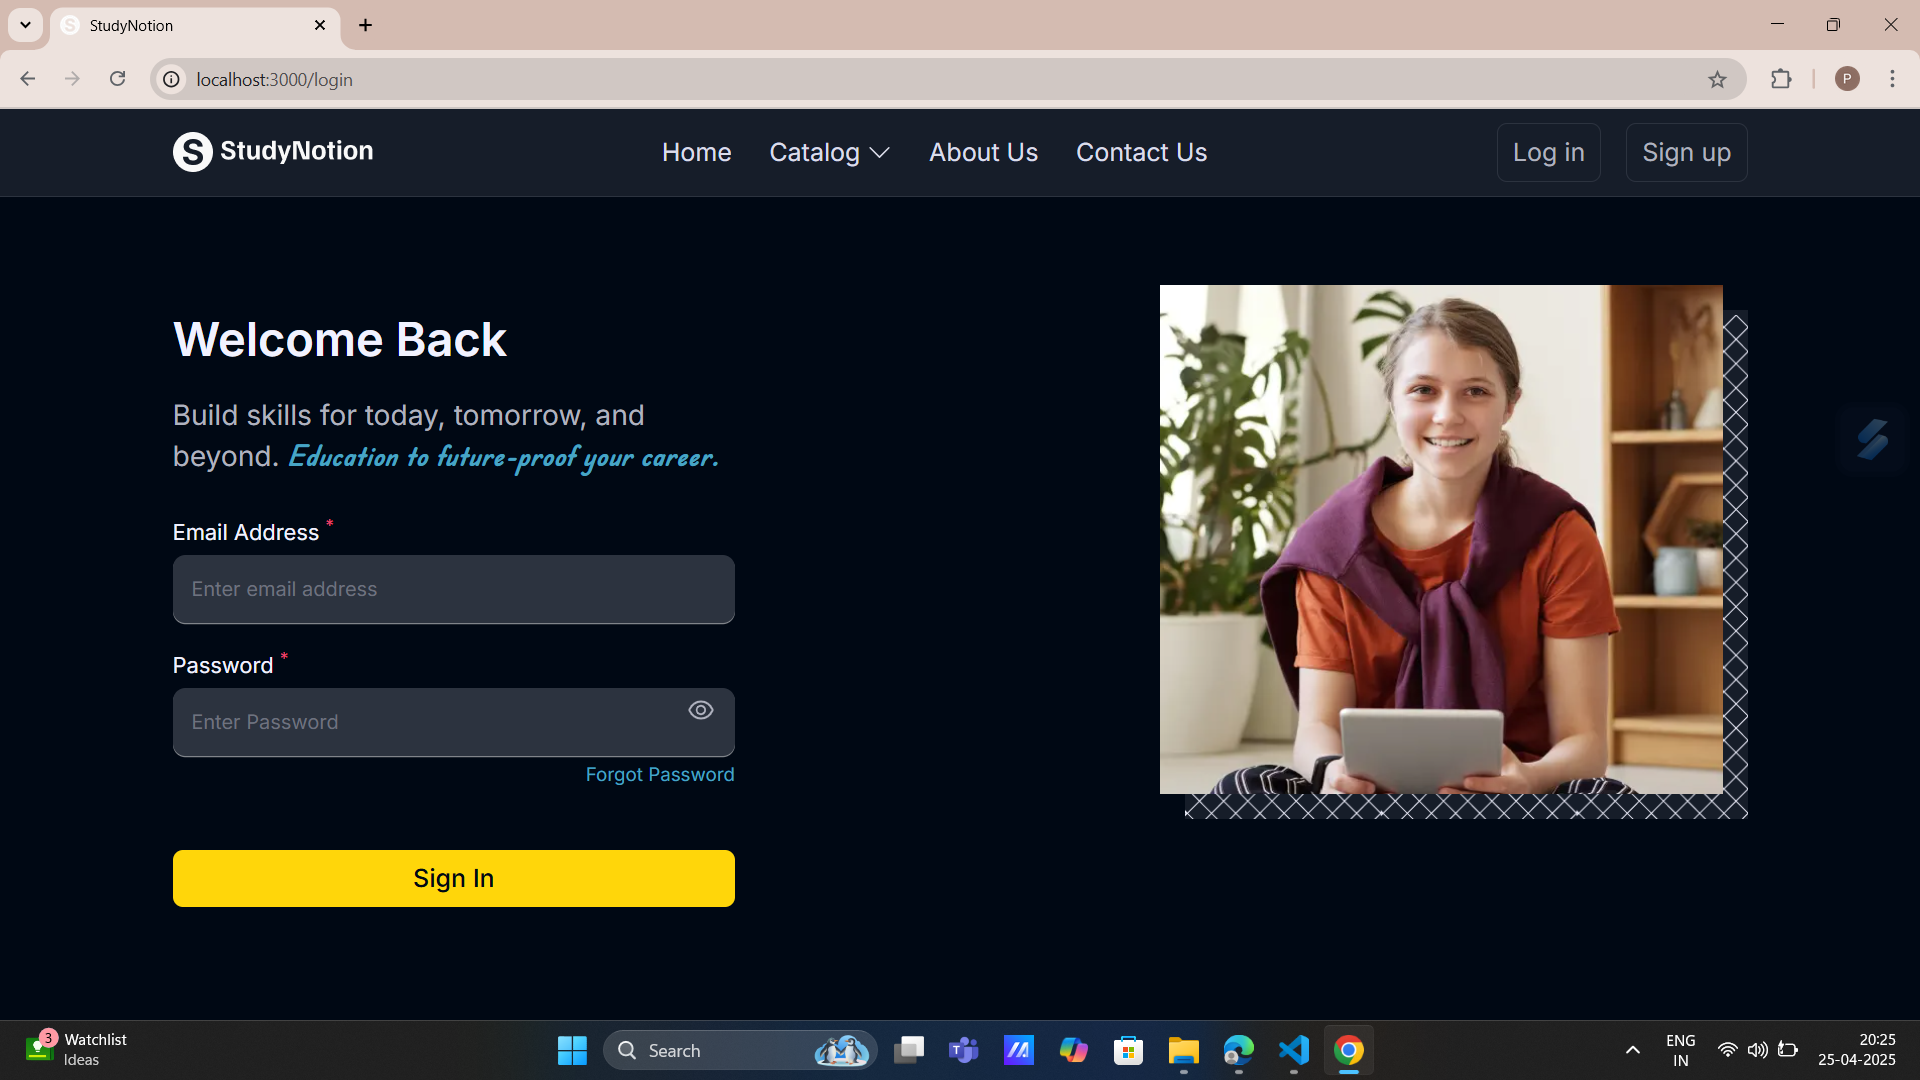 StudyNotion
localhost:3000/login
P
StudyNotion
Home
Catalog
About Us
Contact Us
Log in
Sign up
Welcome Back
Build skills for today, tomorrow, and
beyond. Education to future-proof your career.
Email Address *
Enter email address
Password *
Enter Password
Forgot Password
Sign In
3
Watchlist
Ideas
Search
ENG
IN
20:25
25-04-2025